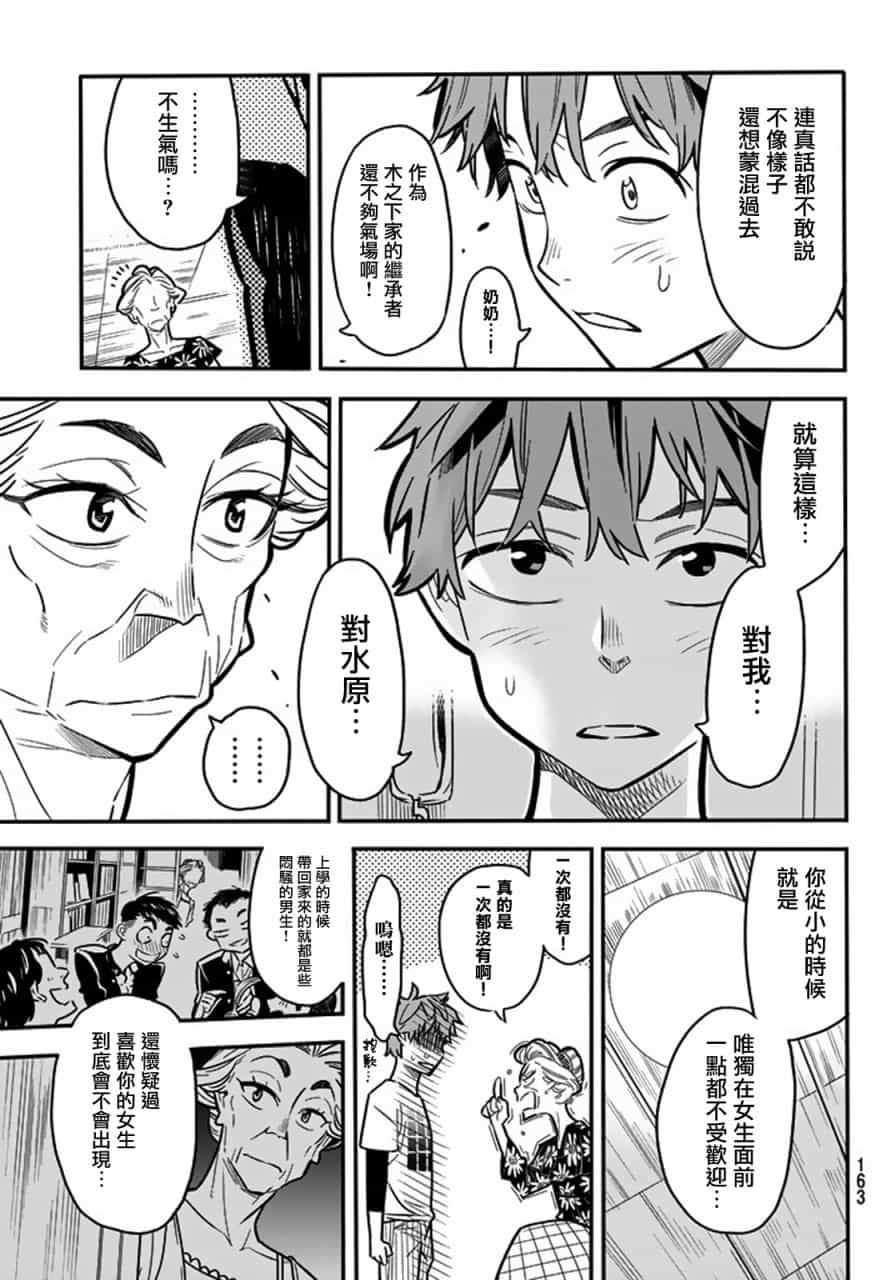 連真話都不敢說
不像樣子
還想蒙混過去
作為
木之下家的繼承者
還不夠氣場啊！
奶奶…！
………
不生氣嗎…？
就算這樣…
對我…
對水原…
……
你從小的時候
就是
唯獨在女生面前
一點都不受歡迎…
一次都沒有！
真的是
一次都沒有啊！
嗚嗯………
上學的時候
帶回家來的就都是些
悶騷的男生！
還懷疑過
喜歡你的女生
到底會不會出現…
163